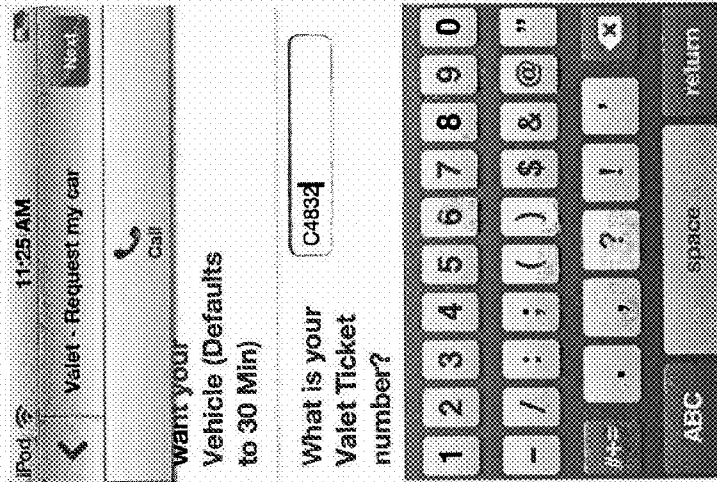 iPod 11:25 AM
Valet - Request my car
Next
Call
want your
Vehicle (Defaults
to 30 Min)
What is your
Valet Ticket
number?
C4832
1 2 3 4 5 6 7 8 9 0
- / : ; ( ) $ & @ "
#+= . , ? ! '
ABC space return